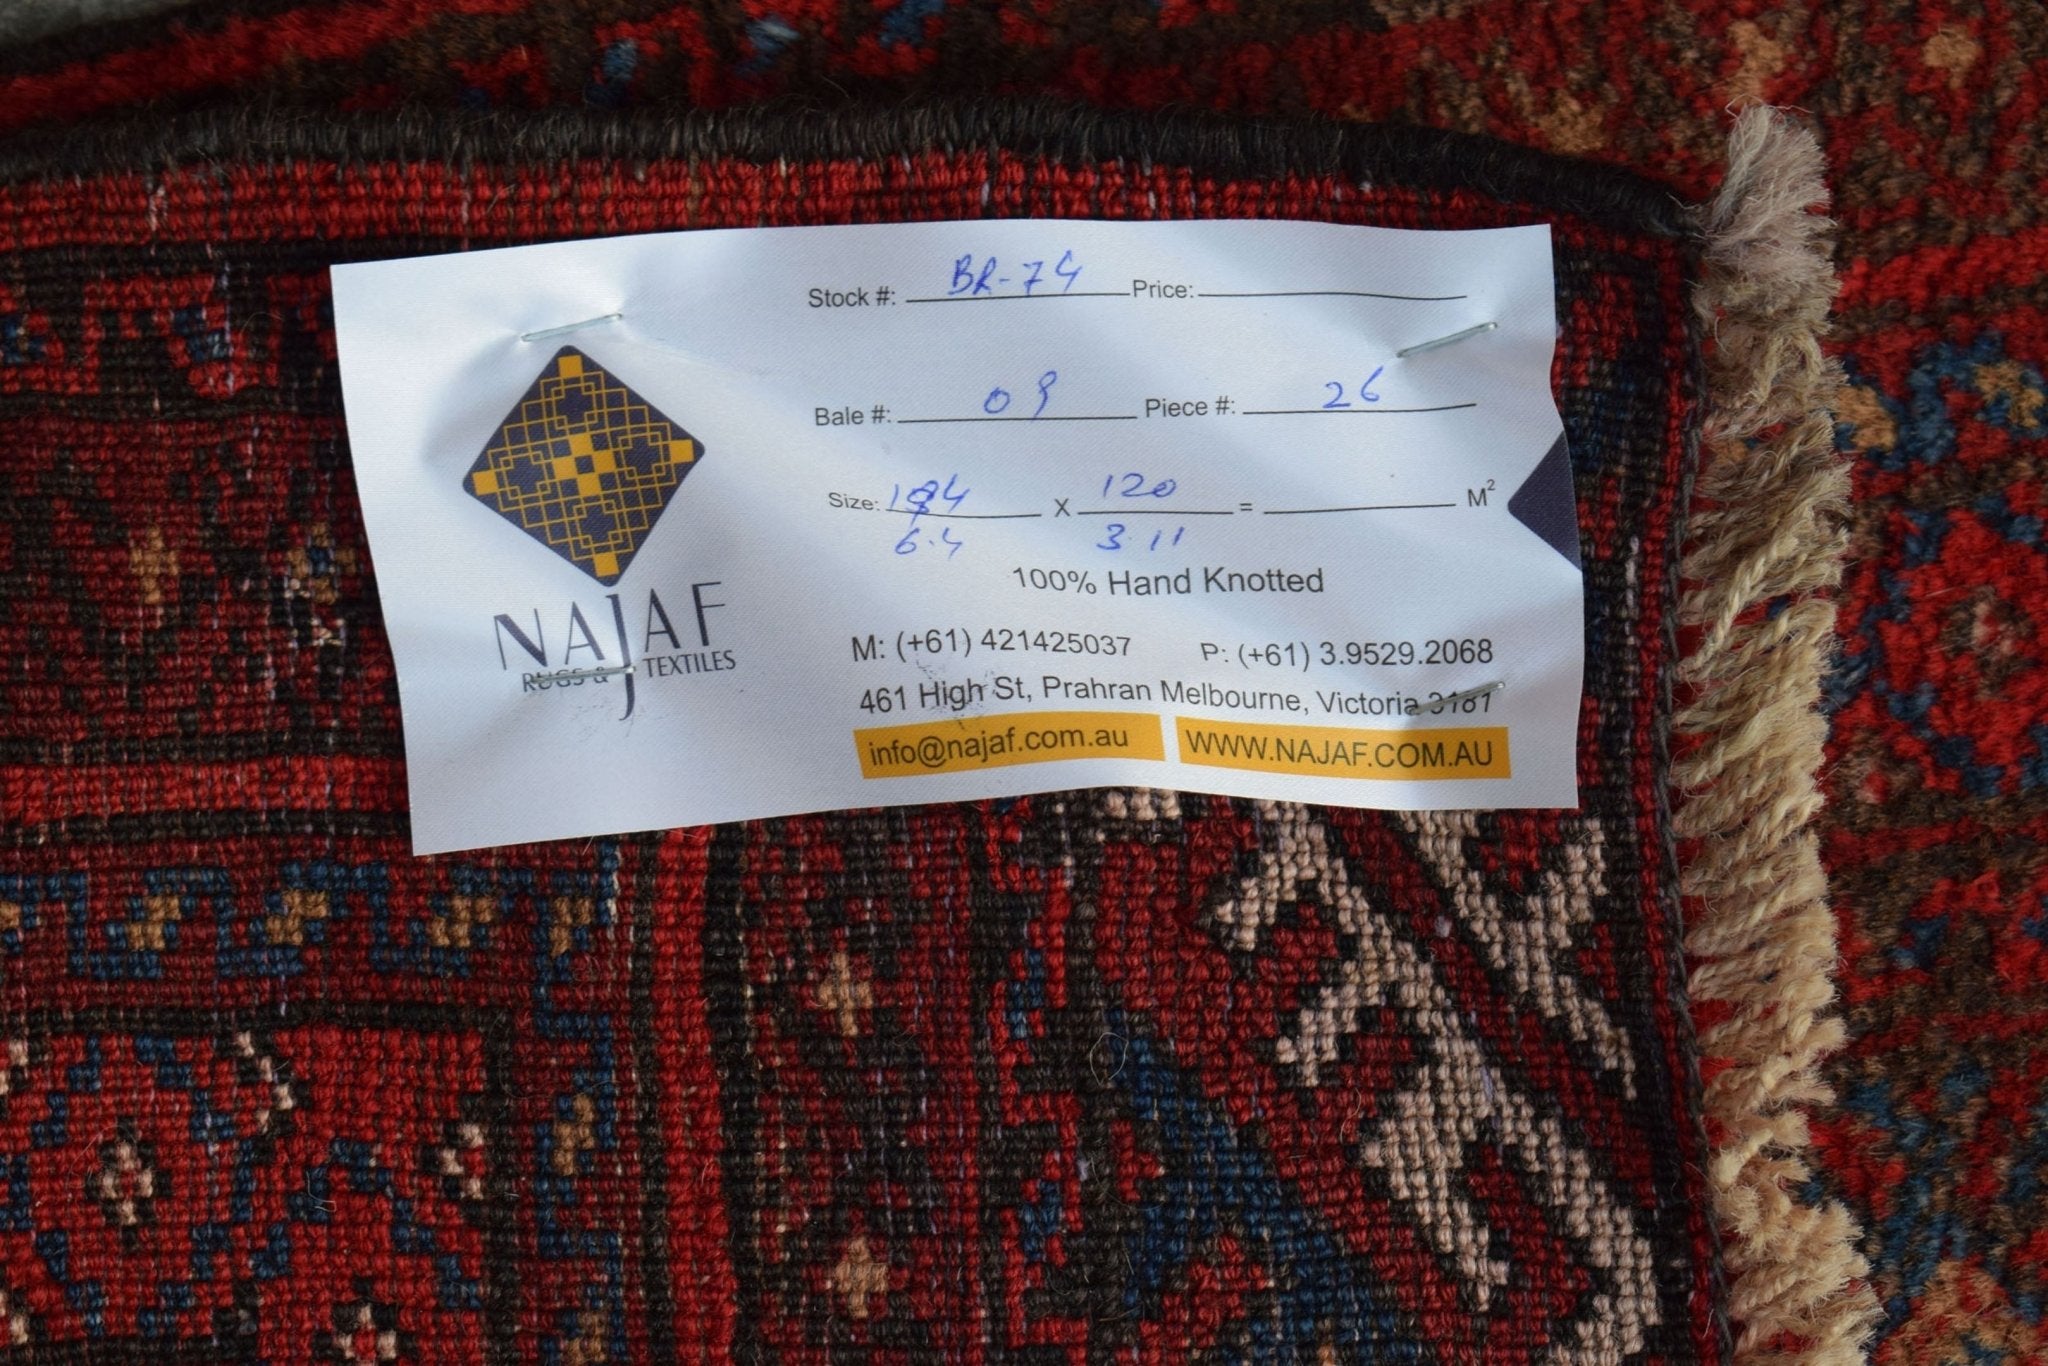 Stock #: BR-74 Price:
Bale #: 09 Piece #: 26
Size: 194 X 120 = M²
6.4 3.11
100% Hand Knotted
NAJAF
RUGS & TEXTILES
M: (+61) 421425037 P: (+61) 3.9529.2068
461 High St, Prahran Melbourne, Victoria 3181
info@najaf.com.au WWW.NAJAF.COM.AU